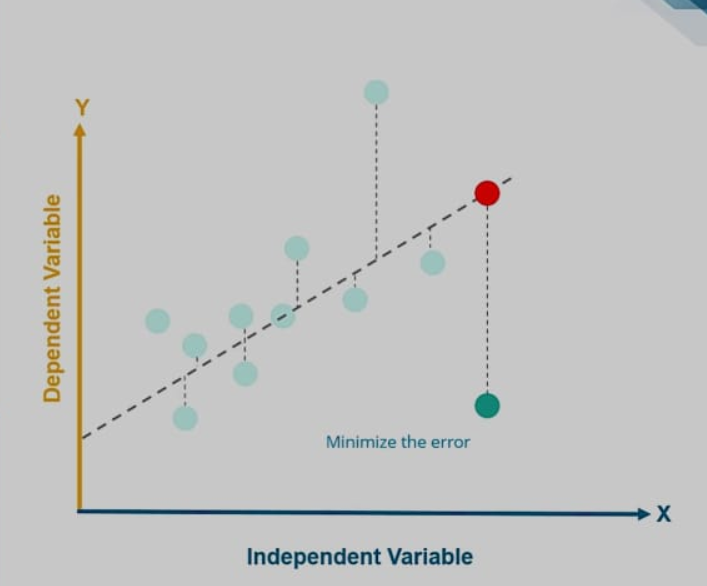 Y
Dependent Variable
Minimize the error
X
Independent Variable